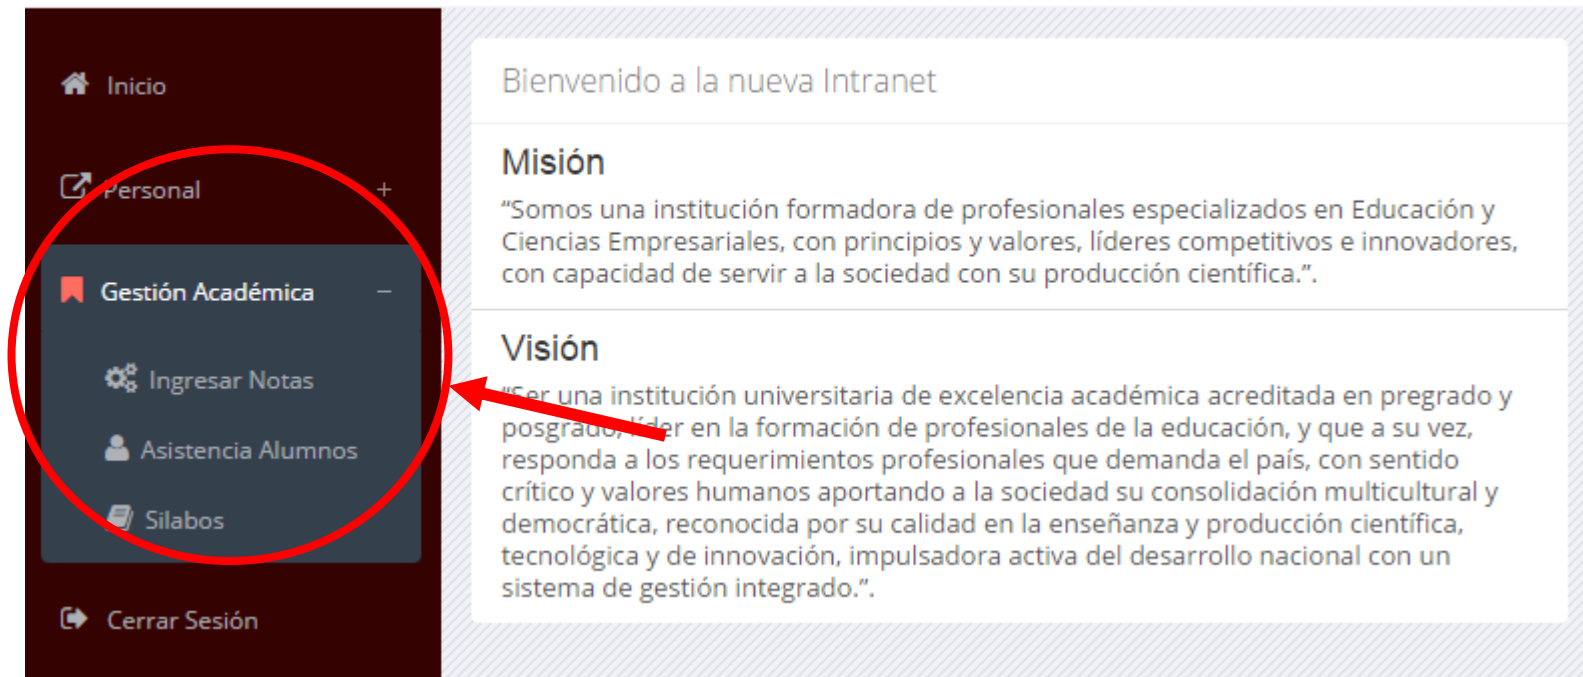 Inicio
Personal +
Gestión Académica –
Ingresar Notas
Asistencia Alumnos
Silabos
Cerrar Sesión
Bienvenido a la nueva Intranet
Misión
“Somos una institución formadora de profesionales especializados en Educación y
Ciencias Empresariales, con principios y valores, líderes competitivos e innovadores,
con capacidad de servir a la sociedad con su producción científica.”.
Visión
“Ser una institución universitaria de excelencia académica acreditada en pregrado y
posgrado, líder en la formación de profesionales de la educación, y que a su vez,
responda a los requerimientos profesionales que demanda el país, con sentido
crítico y valores humanos aportando a la sociedad su consolidación multicultural y
democrática, reconocida por su calidad en la enseñanza y producción científica,
tecnológica y de innovación, impulsadora activa del desarrollo nacional con un
sistema de gestión integrado.”.